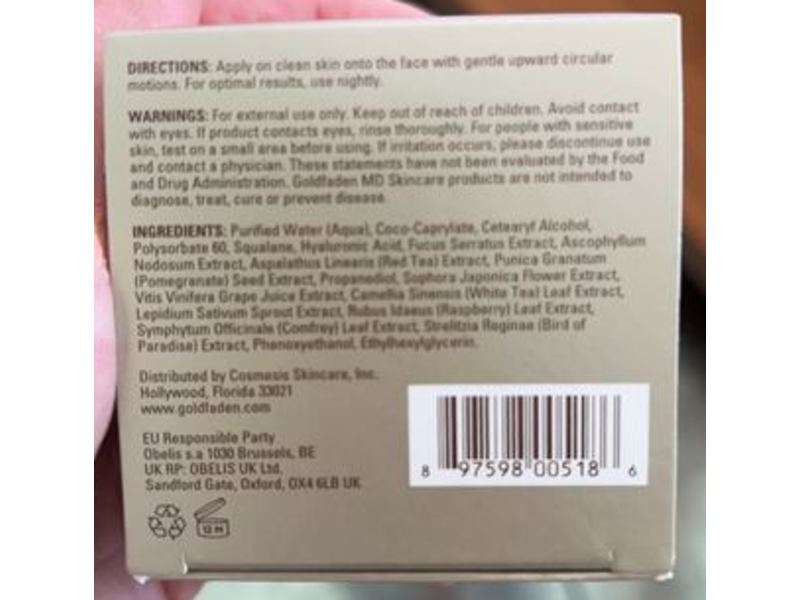 DIRECTIONS: Apply on clean skin onto the face with gentle upward circular
motions. For optimal results, use nightly.
WARNINGS: For external use only. Keep out of reach of children. Avoid contact
with eyes. If product contacts eyes, rinse thoroughly. For people with sensitive
skin, test on a small area before using. If irritation occurs, please discontinue use
and contact a physician. These statements have not been evaluated by the Food
and Drug Administration. Goldfaden MD Skincare products are not intended to
diagnose, treat, cure or prevent disease.
INGREDIENTS: Purified Water (Aqua), Coco-Caprylate, Cetearyl Alcohol,
Polysorbate 60, Squalane, Hyaluronic Acid, Fucus Serratus Extract, Ascophyllum
Nodosum Extract, Aspalathus Linearis (Red Tea) Extract, Punica Granatum
(Pomegranate) Seed Extract, Propanediol, Sophora Japonica Flower Extract,
Vitis Vinifera Grape Juice Extract, Camellia Sinensis (White Tea) Leaf Extract,
Lepidium Sativum Sprout Extract, Rubus Idaeus (Raspberry) Leaf Extract,
Symphytum Officinale (Comfrey) Leaf Extract, Strelitzia Reginae (Bird of
Paradise) Extract, Phenoxyethanol, Ethylhexylglycerin.
Distributed by Cosmesis Skincare, Inc.
Hollywood, Florida 33021
www.goldfaden.com
EU Responsible Party
Obelis s.a 1030 Brussels, BE
UK RP: OBELIS UK Ltd.
Sandford Gate, Oxford, OX4 6LB UK
8 97598 00518 6
12 M